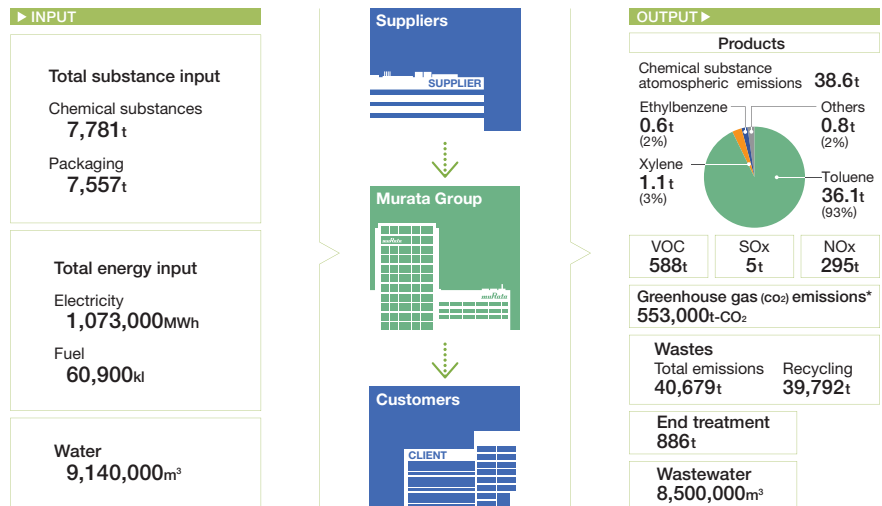 ▶ INPUT
Total substance input
Chemical substances
7,781t
Packaging
7,557t
Total energy input
Electricity
1,073,000MWh
Fuel
60,900kl
Water
9,140,000m³
Suppliers
SUPPLIER
Murata Group
muRata
muRata
Customers
CLIENT
OUTPUT ▶
Products
Chemical substance
atomospheric emissions 38.6t
Ethylbenzene
0.6t
(2%)
Others
0.8t
(2%)
Xylene
1.1t
(3%)
Toluene
36.1t
(93%)
VOC
588t
SOx
5t
NOx
295t
Greenhouse gas (CO₂) emissions*
553,000t-CO₂
Wastes
Total emissions
40,679t
Recycling
39,792t
End treatment
886t
Wastewater
8,500,000m³